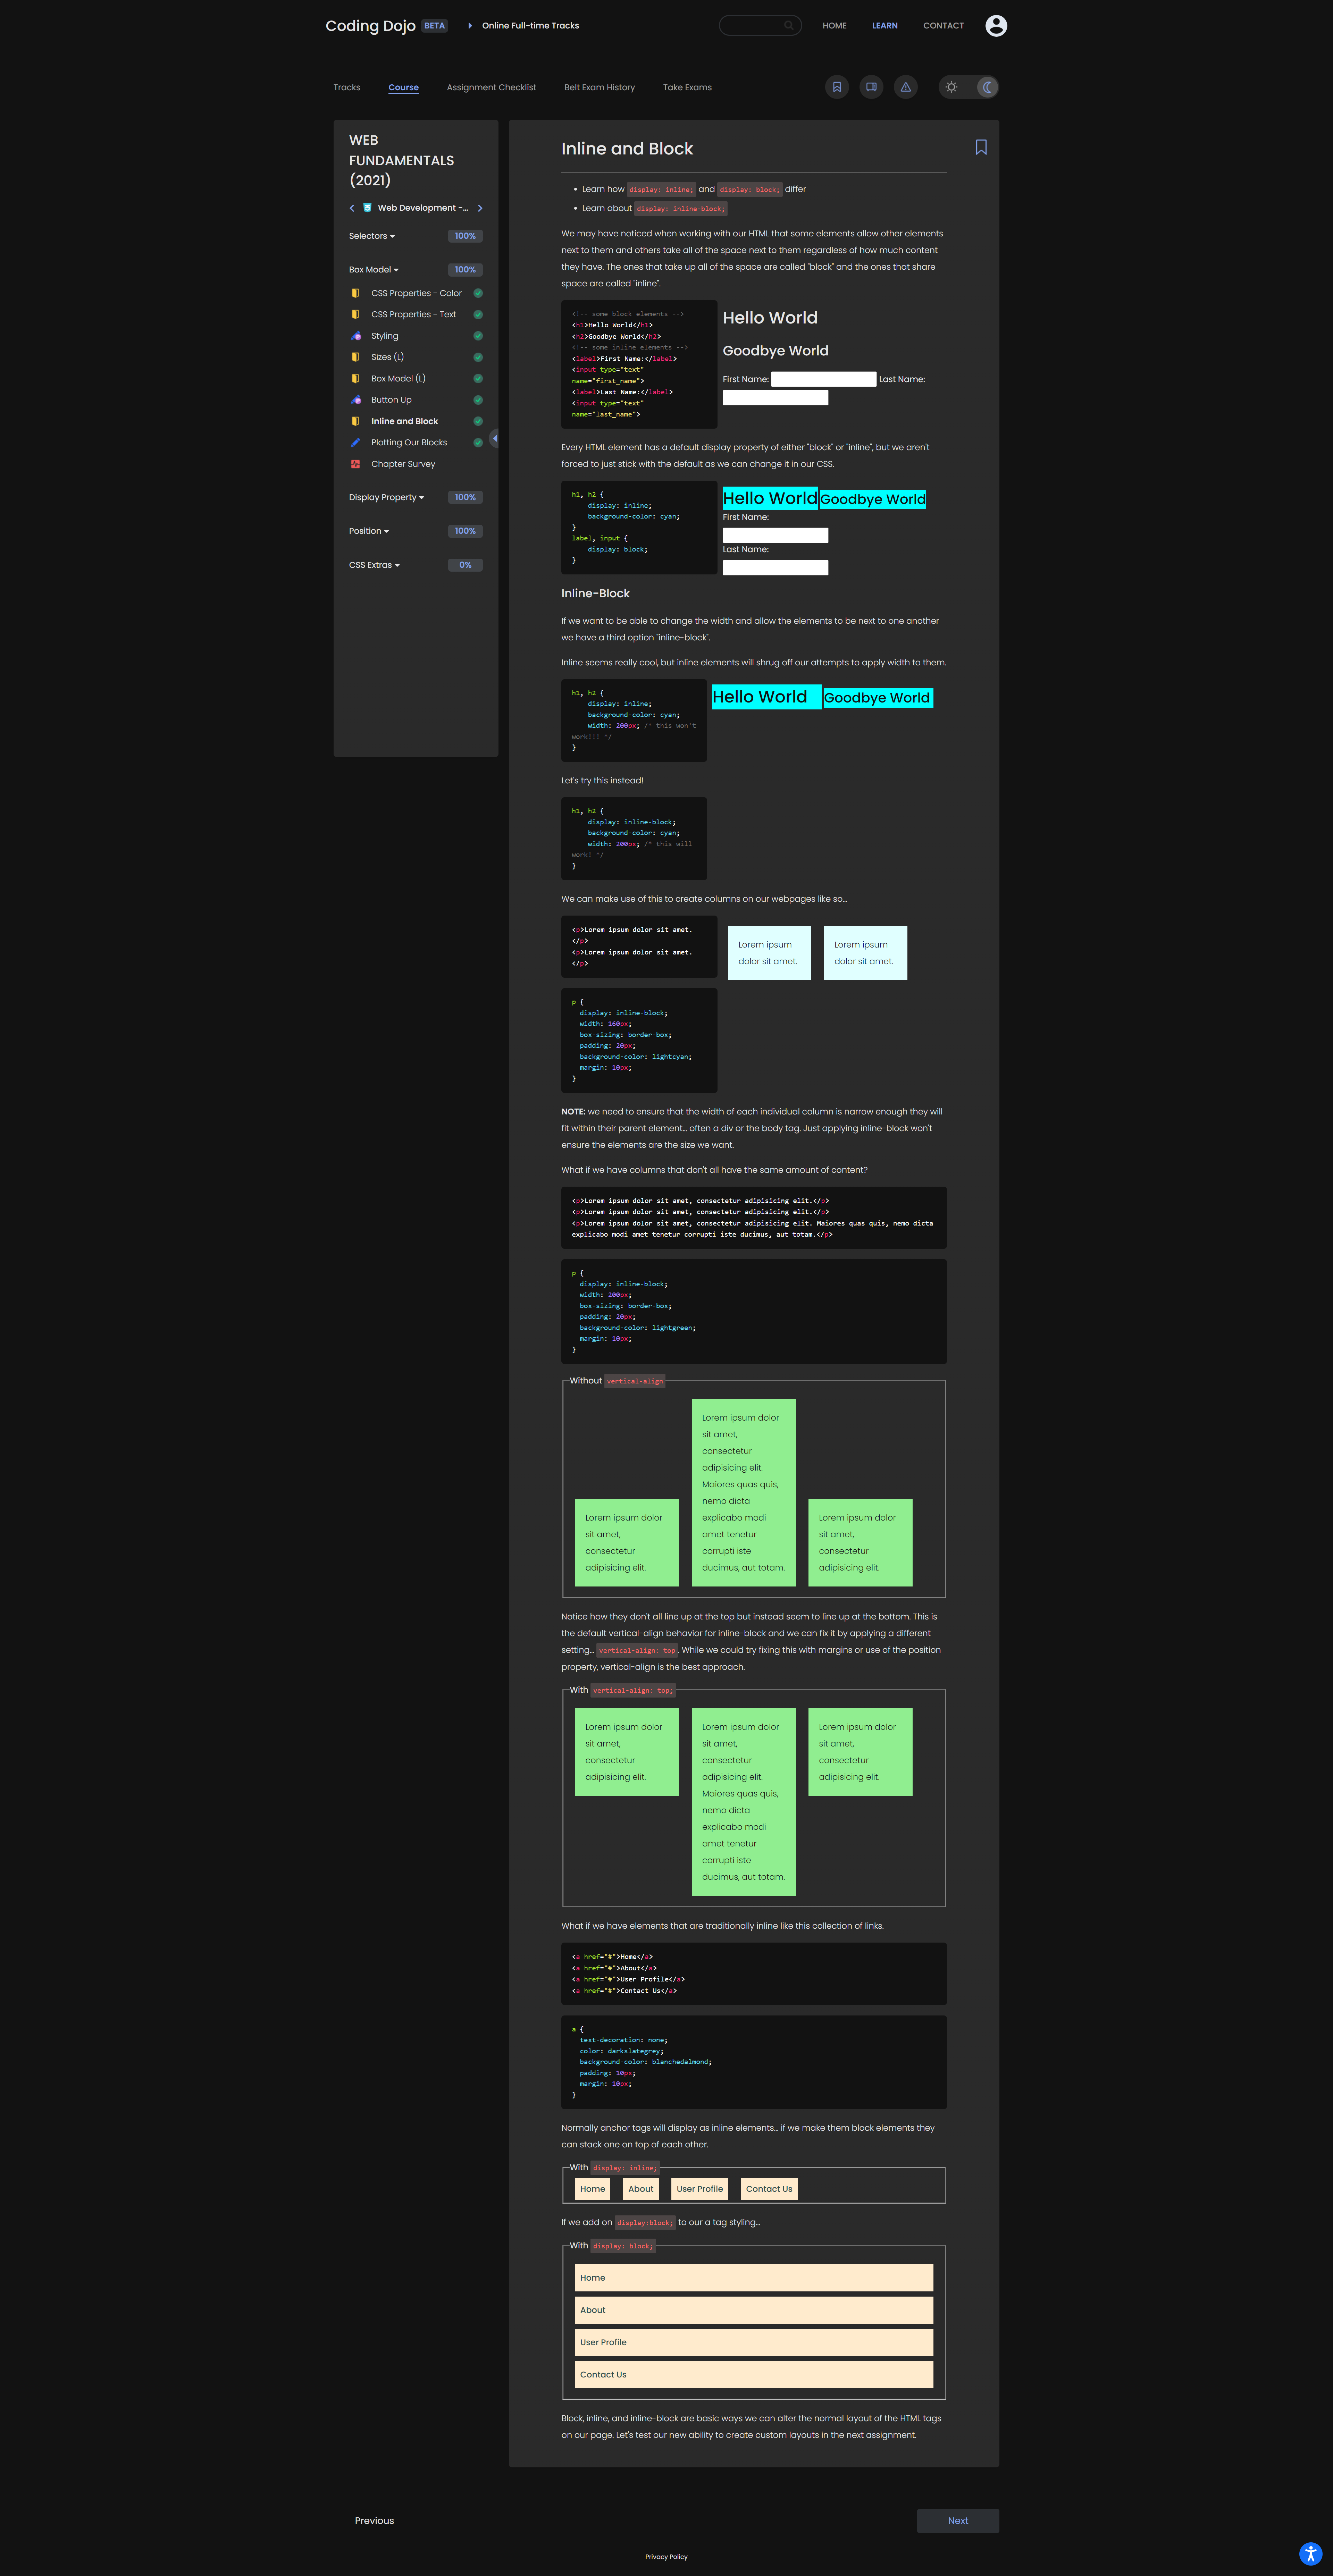 Coding Dojo BETA
Online Full-time Tracks
HOME
LEARN
CONTACT
Tracks
Course
Assignment Checklist
Belt Exam History
Take Exams
WEB
FUNDAMENTALS
(2021)
Web Development -...
Selectors 100%
Box Model 100%
CSS Properties - Color
CSS Properties - Text
Styling
Sizes (L)
Box Model (L)
Button Up
Inline and Block
Plotting Our Blocks
Chapter Survey
Display Property 100%
Position 100%
CSS Extras 0%
Inline and Block
• Learn how display: inline; and display: block; differ
• Learn about display: inline-block;
We may have noticed when working with our HTML that some elements allow other elements
next to them and others take all of the space next to them regardless of how much content
they have. The ones that take up all of the space are called "block" and the ones that share
space are called "inline".
<!-- some block elements -->
<h1>Hello World</h1>
<h2>Goodbye World</h2>
<!-- some inline elements -->
<label>First Name:</label>
<input type="text"
name="first_name">
<label>Last Name:</label>
<input type="text"
name="last_name">
Hello World
Goodbye World
First Name: Last Name:
Every HTML element has a default display property of either "block" or "inline", but we aren't
forced to just stick with the default as we can change it in our CSS.
h1, h2 {
display: inline;
background-color: cyan;
}
label, input {
display: block;
}
Hello World Goodbye World
First Name:
Last Name:
Inline-Block
If we want to be able to change the width and allow the elements to be next to one another
we have a third option "inline-block".
Inline seems really cool, but inline elements will shrug off our attempts to apply width to them.
h1, h2 {
display: inline;
background-color: cyan;
width: 200px; /* this won't
work!!! */
}
Hello World Goodbye World
Let's try this instead!
h1, h2 {
display: inline-block;
background-color: cyan;
width: 200px; /* this will
work! */
}
We can make use of this to create columns on our webpages like so...
<p>Lorem ipsum dolor sit amet.
</p>
<p>Lorem ipsum dolor sit amet.
</p>
Lorem ipsum
dolor sit amet.
Lorem ipsum
dolor sit amet.
p {
display: inline-block;
width: 160px;
box-sizing: border-box;
padding: 20px;
background-color: lightcyan;
margin: 10px;
}
NOTE: we need to ensure that the width of each individual column is narrow enough they will
fit within their parent element... often a div or the body tag. Just applying inline-block won't
ensure the elements are the size we want.
What if we have columns that don't all have the same amount of content?
<p>Lorem ipsum dolor sit amet, consectetur adipisicing elit.</p>
<p>Lorem ipsum dolor sit amet, consectetur adipisicing elit.</p>
<p>Lorem ipsum dolor sit amet, consectetur adipisicing elit. Maiores quas quis, nemo dicta
explicabo modi amet tenetur corrupti iste ducimus, aut totam.</p>
p {
display: inline-block;
width: 200px;
box-sizing: border-box;
padding: 20px;
background-color: lightgreen;
margin: 10px;
}
Without vertical-align
Lorem ipsum dolor
sit amet,
consectetur
adipisicing elit.
Lorem ipsum dolor
sit amet,
consectetur
adipisicing elit.
Maiores quas quis,
nemo dicta
explicabo modi
amet tenetur
corrupti iste
ducimus, aut totam.
Lorem ipsum dolor
sit amet,
consectetur
adipisicing elit.
Notice how they don't all line up at the top but instead seem to line up at the bottom. This is
the default vertical-align behavior for inline-block and we can fix it by applying a different
setting... vertical-align: top. While we could try fixing this with margins or use of the position
property, vertical-align is the best approach.
With vertical-align: top;
Lorem ipsum dolor
sit amet,
consectetur
adipisicing elit.
Lorem ipsum dolor
sit amet,
consectetur
adipisicing elit.
Maiores quas quis,
nemo dicta
explicabo modi
amet tenetur
corrupti iste
ducimus, aut totam.
Lorem ipsum dolor
sit amet,
consectetur
adipisicing elit.
What if we have elements that are traditionally inline like this collection of links.
<a href="#">Home</a>
<a href="#">About</a>
<a href="#">User Profile</a>
<a href="#">Contact Us</a>
a {
text-decoration: none;
color: darkslategrey;
background-color: blanchedalmond;
padding: 10px;
margin: 10px;
}
Normally anchor tags will display as inline elements... if we make them block elements they
can stack one on top of each other.
With display: inline;
Home About User Profile Contact Us
If we add on display:block; to our a tag styling...
With display: block;
Home
About
User Profile
Contact Us
Block, inline, and inline-block are basic ways we can alter the normal layout of the HTML tags
on our page. Let's test our new ability to create custom layouts in the next assignment.
Previous
Next
Privacy Policy